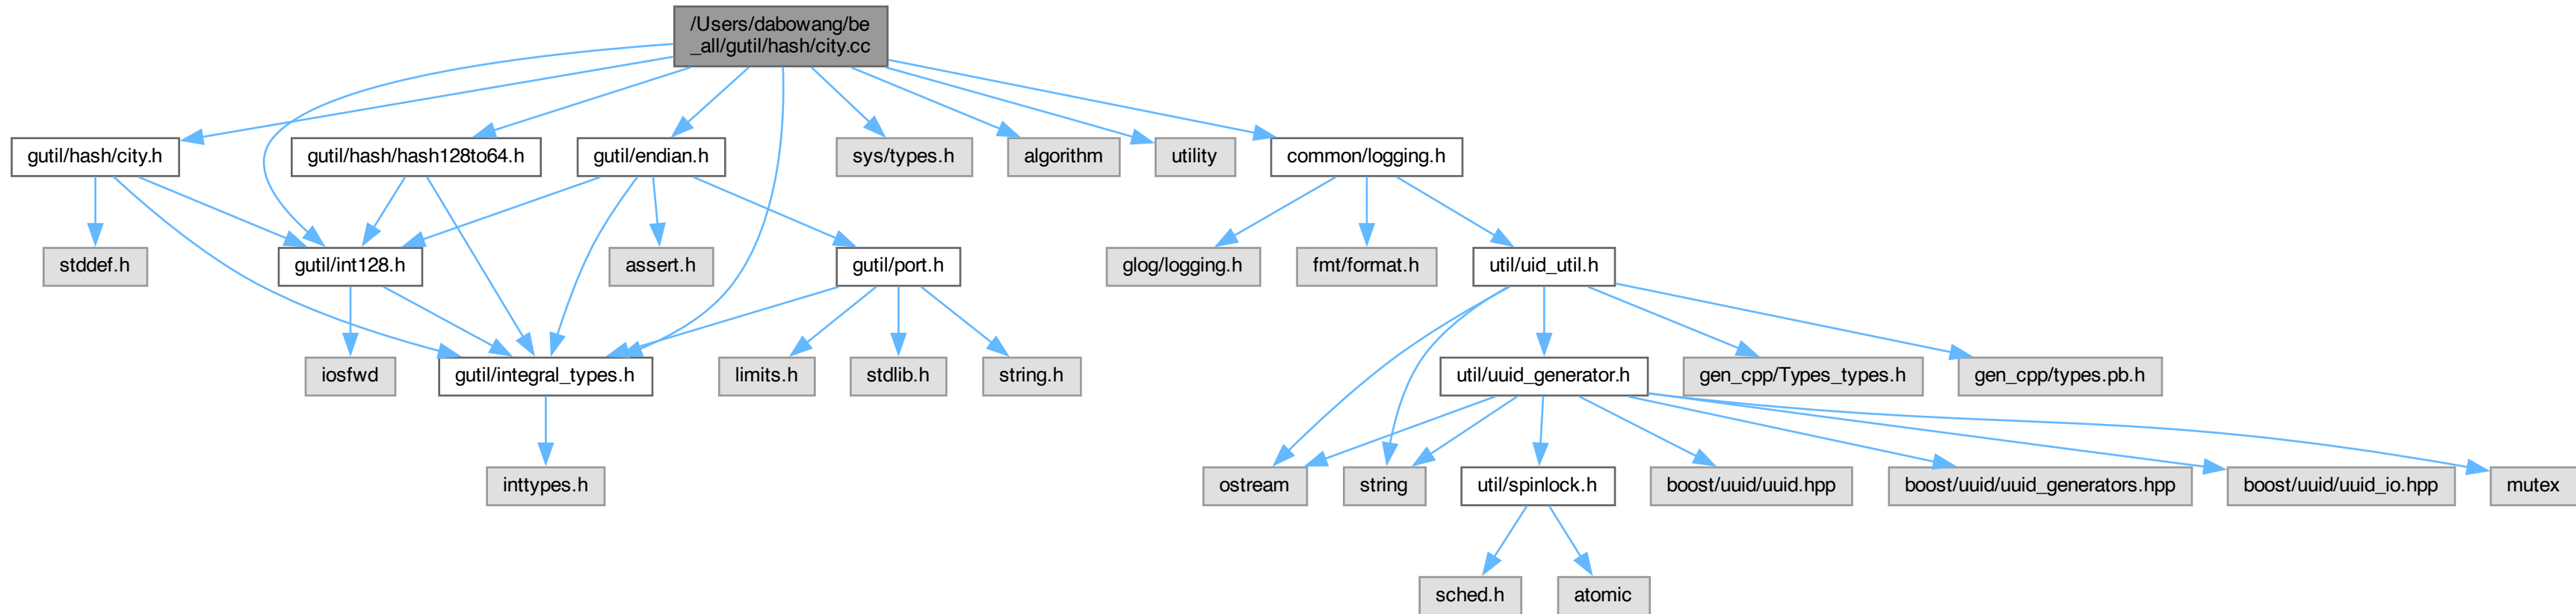 /Users/dabowang/be
_all/gutil/hash/city.cc
gutil/hash/city.h
gutil/hash/hash128to64.h
gutil/endian.h
sys/types.h
algorithm
utility
common/logging.h
stddef.h
gutil/int128.h
assert.h
gutil/port.h
glog/logging.h
fmt/format.h
util/uid_util.h
iosfwd
gutil/integral_types.h
limits.h
stdlib.h
string.h
util/uuid_generator.h
gen_cpp/Types_types.h
gen_cpp/types.pb.h
inttypes.h
ostream
string
util/spinlock.h
boost/uuid/uuid.hpp
boost/uuid/uuid_generators.hpp
boost/uuid/uuid_io.hpp
mutex
sched.h
atomic